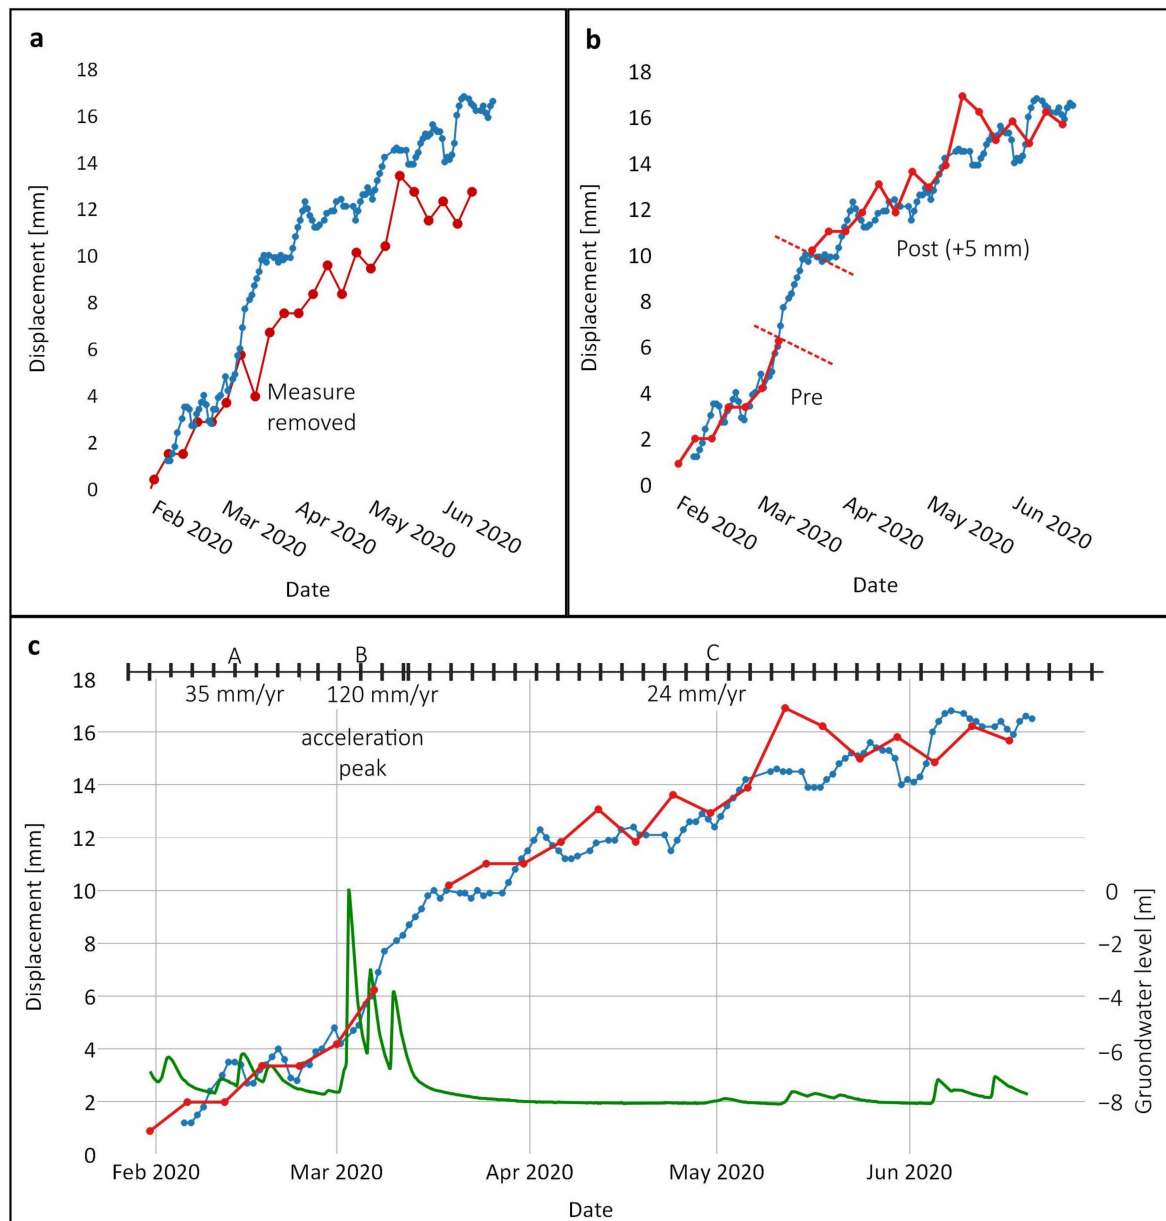 a
18
16
14
12
10
8
6
4
2
0
Displacement [mm]
Measure
removed
Feb 2020
Mar 2020
Apr 2020
May 2020
Jun 2020
Date
b
18
16
14
12
10
8
6
4
2
0
Displacement [mm]
Post (+5 mm)
Pre
Feb 2020
Mar 2020
Apr 2020
May 2020
Jun 2020
Date
c
A
B
C
35 mm/yr
120 mm/yr
24 mm/yr
acceleration
peak
18
16
14
12
10
8
6
4
2
0
Displacement [mm]
0
−2
−4
−6
−8
Gruondwater level [m]
Feb 2020
Mar 2020
Apr 2020
May 2020
Jun 2020
Date